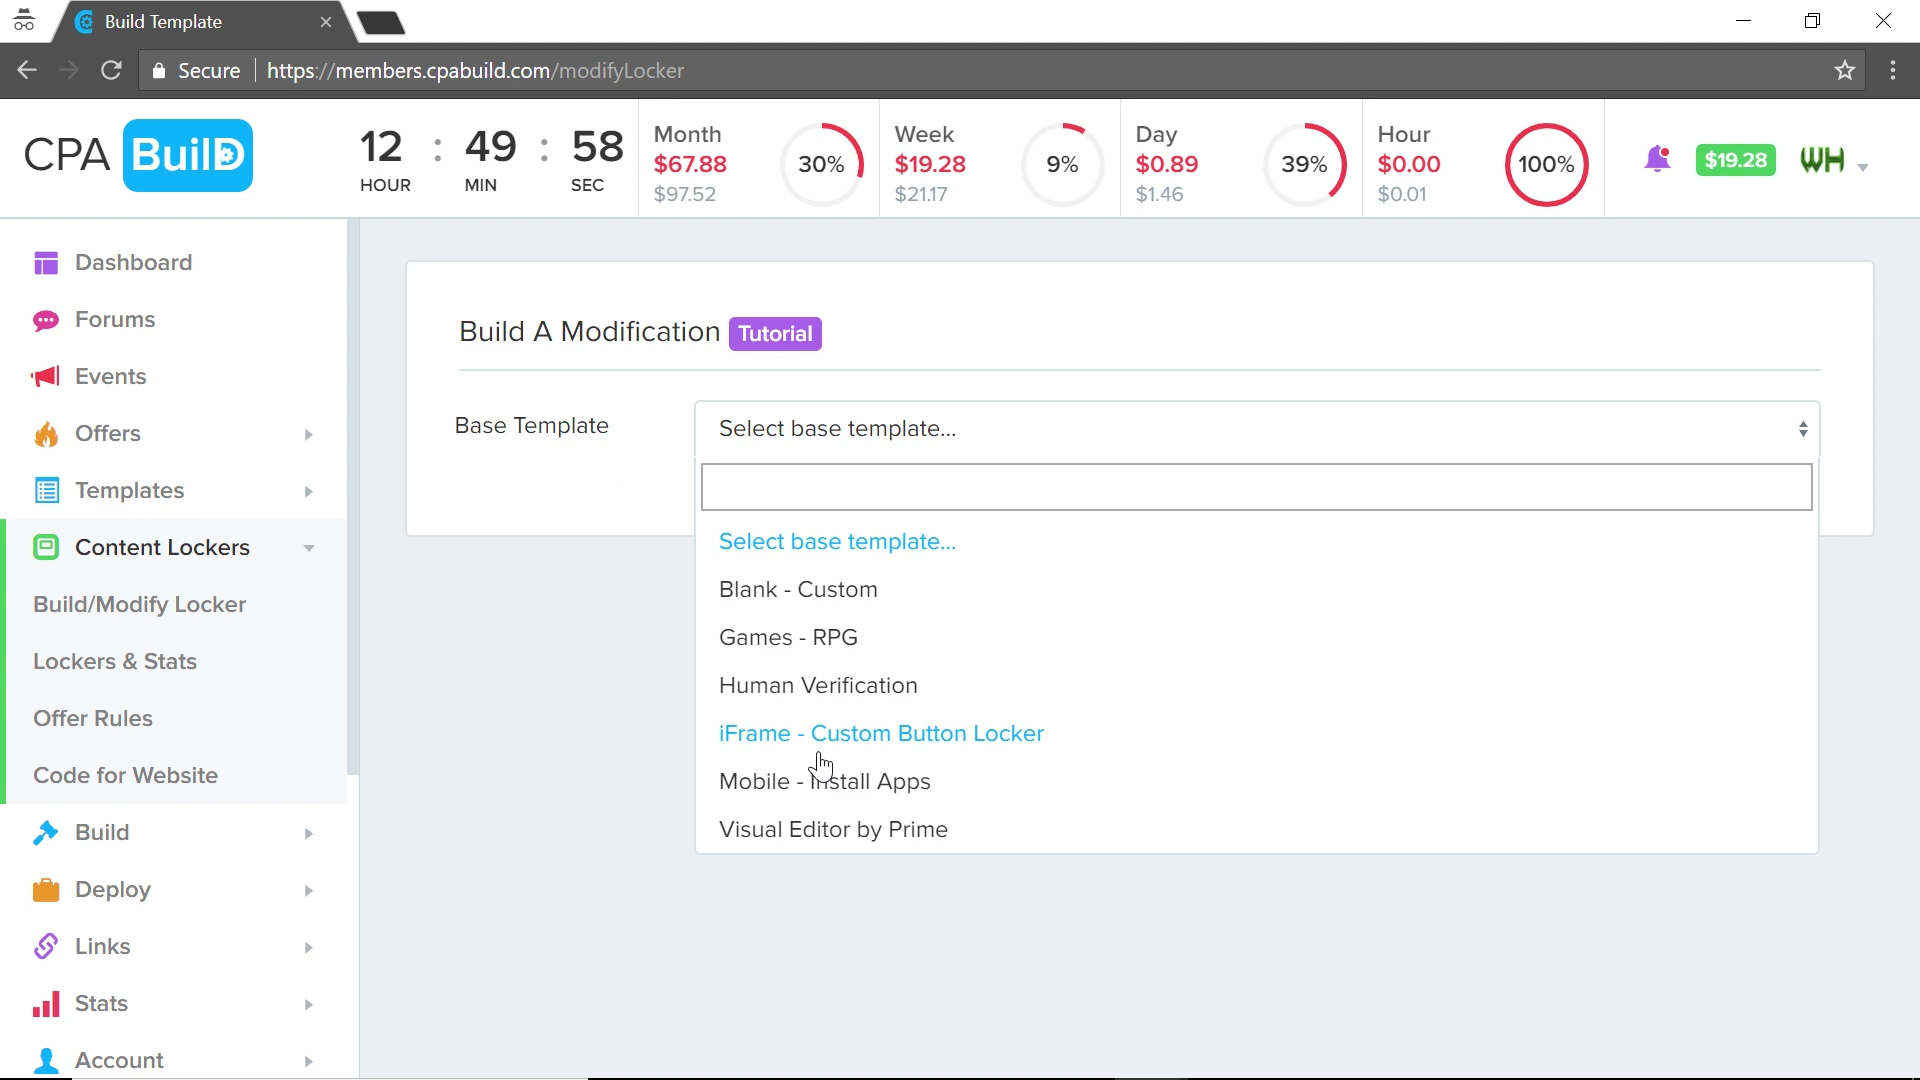 Build Template
Secure
https://members.cpabuild.com/modifyLocker
CPA BuilD
12 : 49 : 58
HOUR MIN SEC
Month
$67.88
$97.52
30%
Week
$19.28
$21.17
9%
Day
$0.89
$1.46
39%
Hour
$0.00
$0.01
100%
$19.28
WH
Dashboard
Forums
Events
Offers
Templates
Content Lockers
Build/Modify Locker
Lockers & Stats
Offer Rules
Code for Website
Build
Deploy
Links
Stats
Account
Build A Modification Tutorial
Base Template
Select base template...
Select base template...
Blank - Custom
Games - RPG
Human Verification
iFrame - Custom Button Locker
Mobile - Install Apps
Visual Editor by Prime